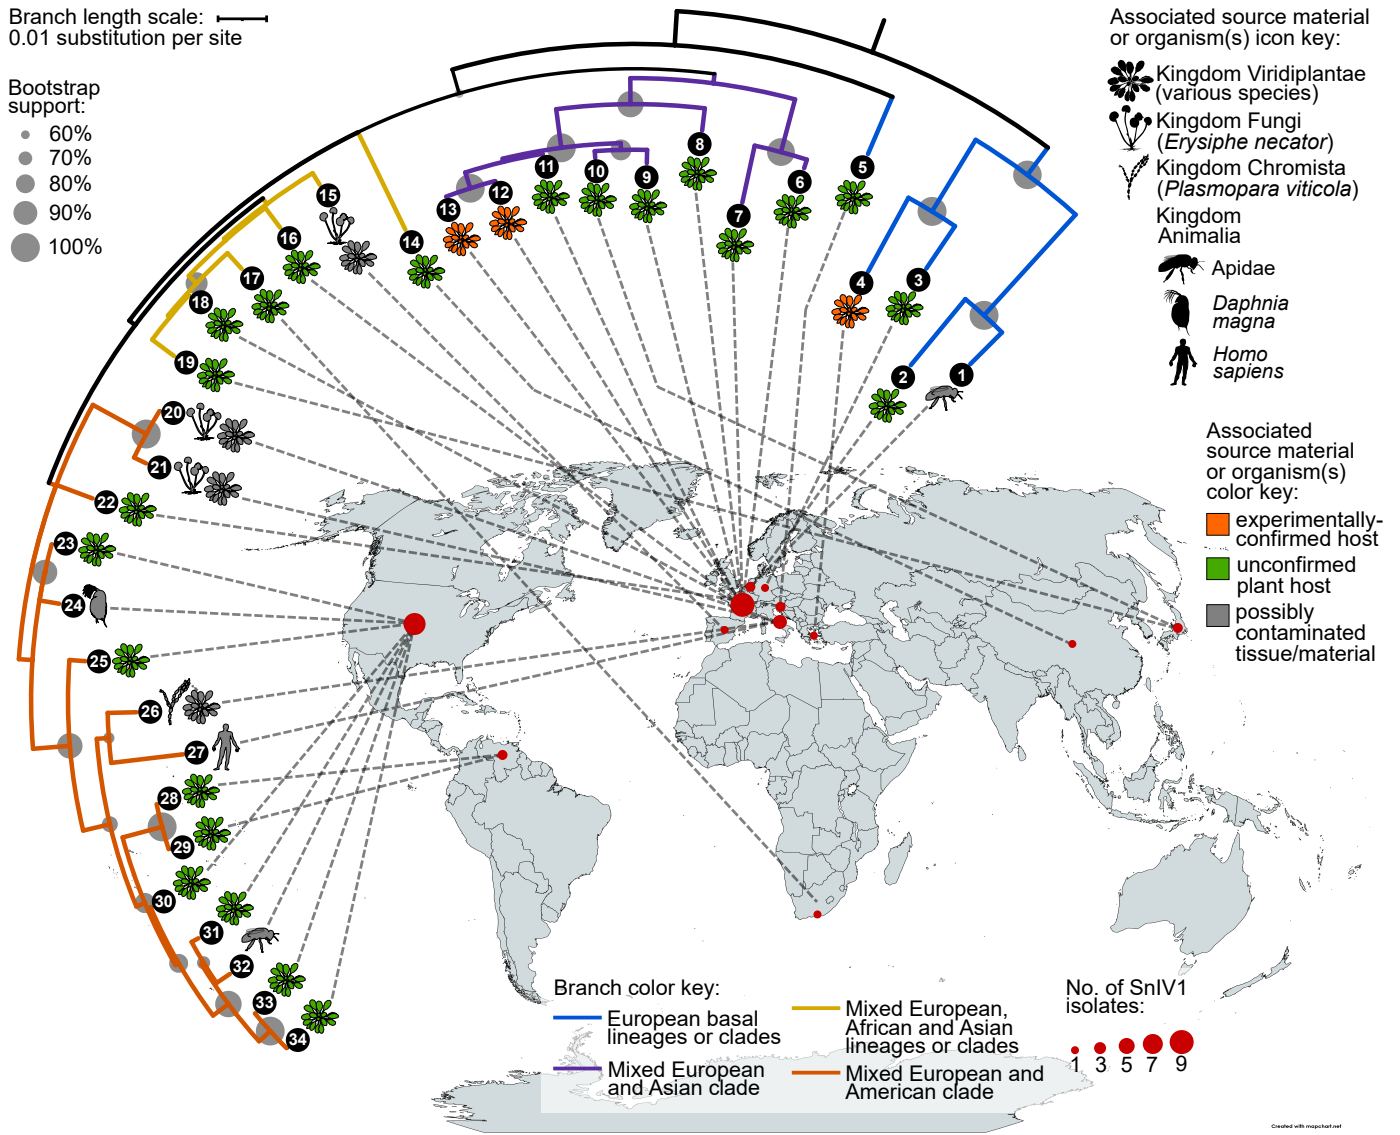 Branch length scale:
0.01 substitution per site
Bootstrap
support:
60%
70%
80%
90%
100%
Associated source material
or organism(s) icon key:
Kingdom Viridiplantae
(various species)
Kingdom Fungi
(Erysiphe necator)
Kingdom Chromista
(Plasmopara viticola)
Kingdom
Animalia
Apidae
Daphnia
magna
Homo
sapiens
Associated
source material
or organism(s)
color key:
experimentally-
confirmed host
unconfirmed
plant host
possibly
contaminated
tissue/material
1
2
3
4
5
6
7
8
9
10
11
12
13
14
15
16
17
18
19
20
21
22
23
24
25
26
27
28
29
30
31
32
33
34
Branch color key:
European basal
lineages or clades
Mixed European
and Asian clade
Mixed European,
African and Asian
lineages or clades
Mixed European and
American clade
No. of SnIV1
isolates:
1 3 5 7 9
Created with mapchart.net